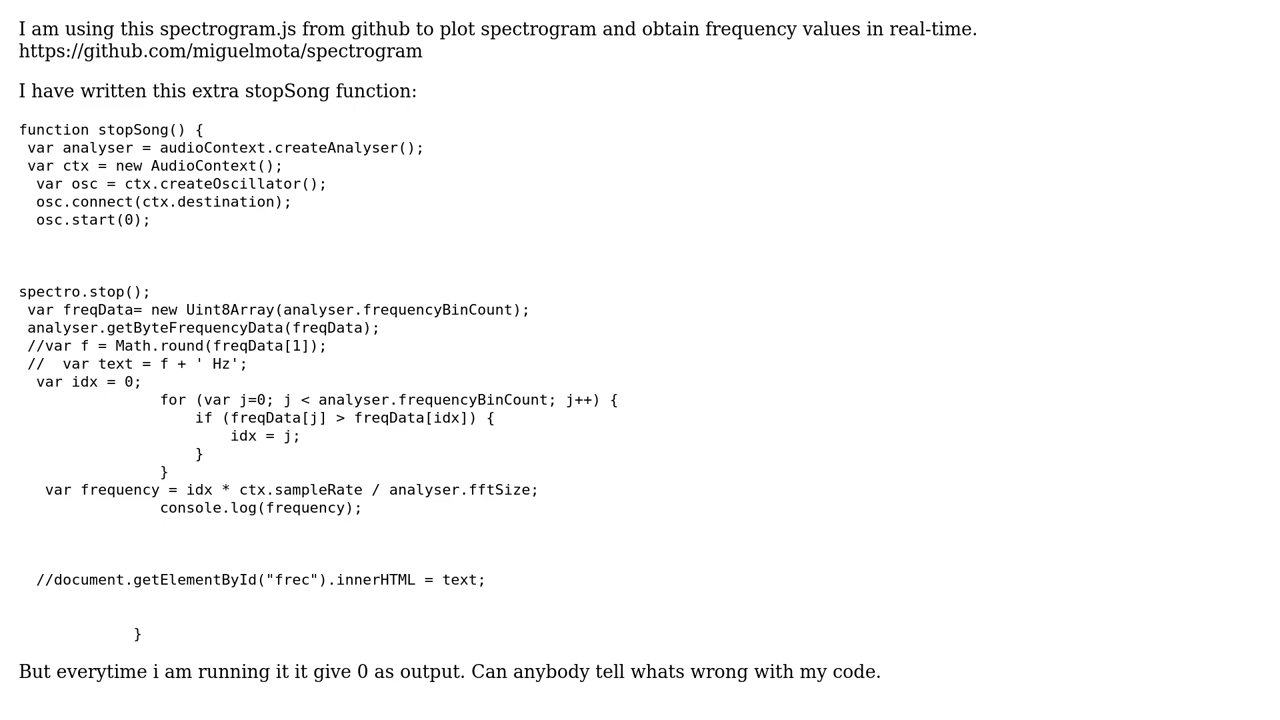 I am using this spectrogram.js from github to plot spectrogram and obtain frequency values in real-time.
https://github.com/miguelmota/spectrogram
I have written this extra stopSong function:
function stopSong() {
 var analyser = audioContext.createAnalyser();
 var ctx = new AudioContext();
  var osc = ctx.createOscillator();
  osc.connect(ctx.destination);
  osc.start(0);
spectro.stop();
 var freqData= new Uint8Array(analyser.frequencyBinCount);
 analyser.getByteFrequencyData(freqData);
 //var f = Math.round(freqData[1]);
 //  var text = f + ' Hz';
  var idx = 0;
                for (var j=0; j < analyser.frequencyBinCount; j++) {
                    if (freqData[j] > freqData[idx]) {
                        idx = j;
                    }
                }
   var frequency = idx * ctx.sampleRate / analyser.fftSize;
                console.log(frequency);
  //document.getElementById("frec").innerHTML = text;
             }
But everytime i am running it it give 0 as output. Can anybody tell whats wrong with my code.